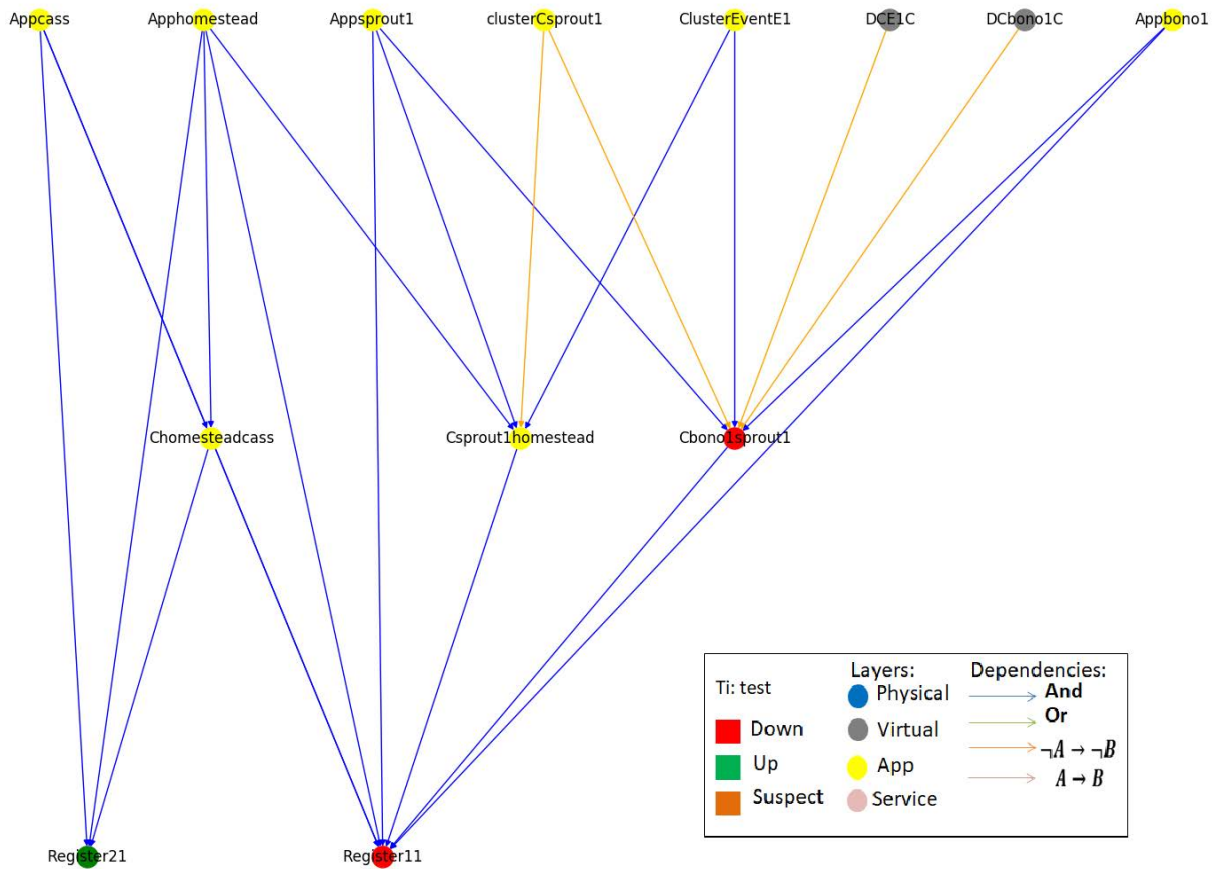 Appcass Apphomestead Appsprout1 clusterCsprout1 ClusterEventE1 DCE1C DCbono1C Appbono1
Chomesteadcass Csprout1homestead Cbono1sprout1
Layers: Dependencies:
Ti: test
Physical And
Or
Down Virtual
¬A → ¬B
Up App
A → B
Suspect Service
Register21 Register11